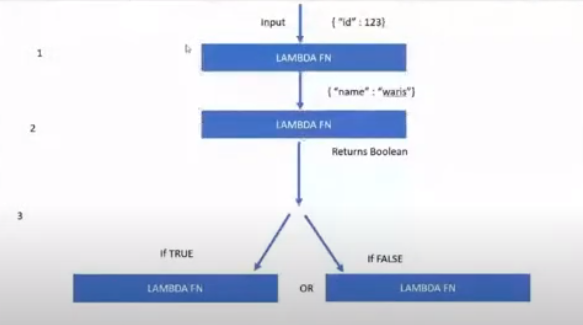 Input { "id" : 123}
1 LAMBDA FN
{ "name" : "waris"}
2 LAMBDA FN
Returns Boolean
3
If TRUE If FALSE
LAMBDA FN OR LAMBDA FN